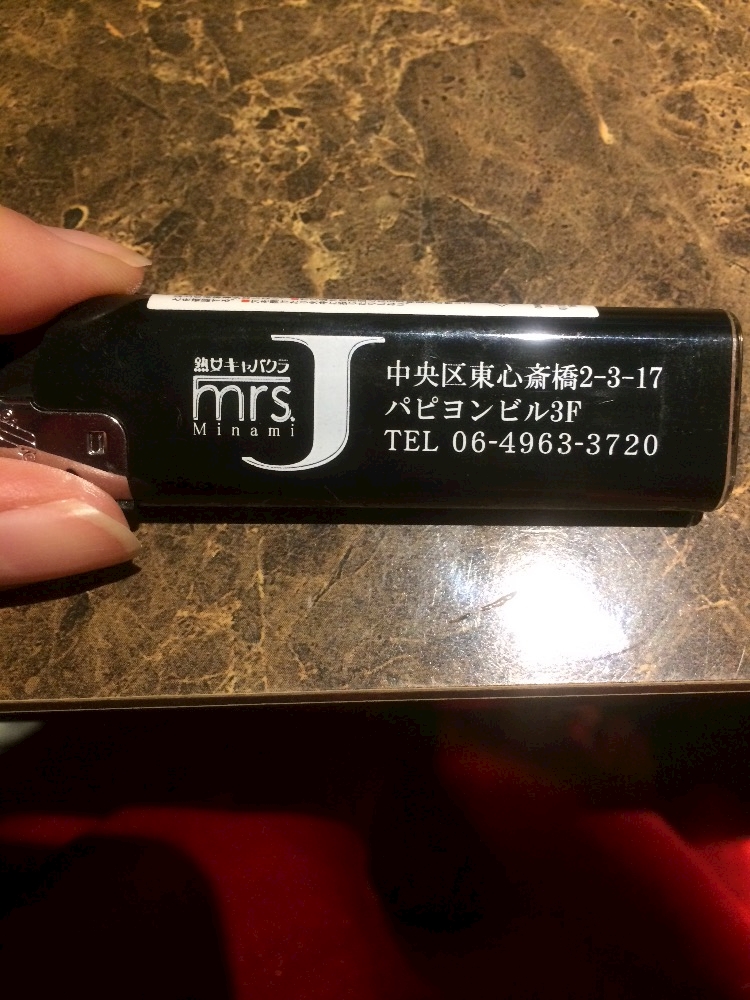 熟女キャバクラ
mrs.J
Minami
中央区東心斎橋2-3-17
パピヨンビル3F
TEL 06-4963-3720